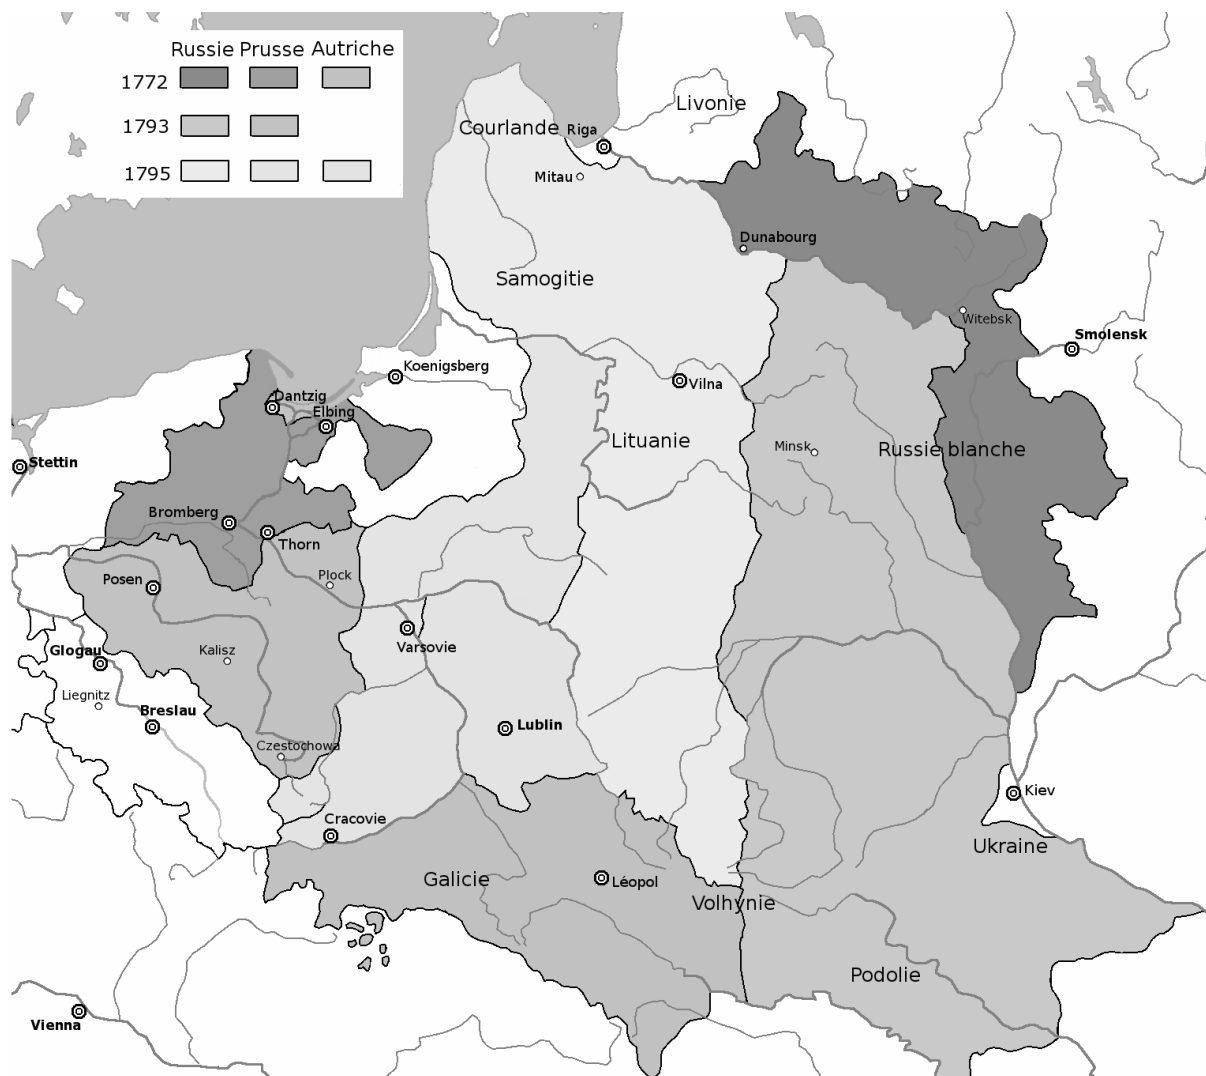 Russie Prusse Autriche
1772
1793
1795
Livonie
Courlande Riga
Mitau
Dunabourg
Samogitie
Witebsk
Smolensk
Koenigsberg
Vilna
Dantzig
Elbing
Lituanie
Minsk
Russie blanche
Stettin
Bromberg
Thorn
Posen
Plock
Varsovie
Kalisz
Glogau
Liegnitz
Breslau
Lublin
Czestochowa
Kiev
Cracovie
Ukraine
Galicie
Léopol
Volhynie
Podolie
Vienna